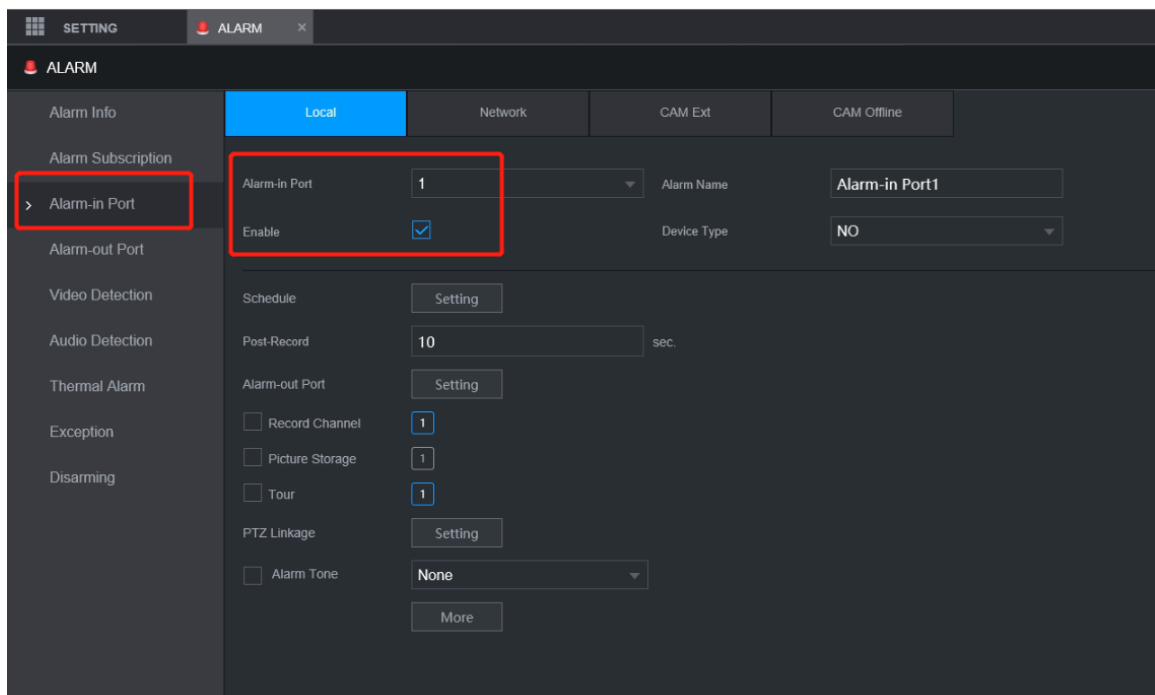 SETTING ALARM ×
ALARM
Alarm Info
Alarm Subscription
> Alarm-in Port
Alarm-out Port
Video Detection
Audio Detection
Thermal Alarm
Exception
Disarming
Local Network CAM Ext CAM Offline
Alarm-in Port 1 Alarm Name Alarm-in Port1
Enable Device Type NO
Schedule Setting
Post-Record 10 sec.
Alarm-out Port Setting
Record Channel 1
Picture Storage 1
Tour 1
PTZ Linkage Setting
Alarm Tone None
More